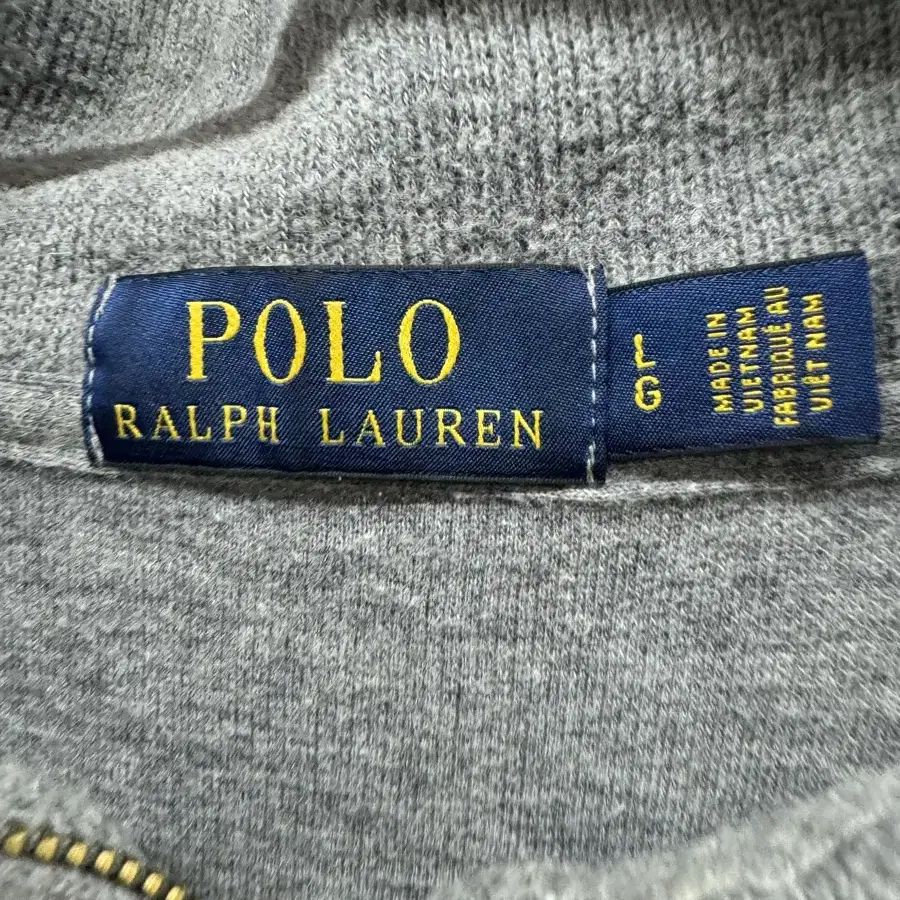 POLO
RALPH LAUREN
G L
MADE IN
VIETNAM
FABRIQUÉ AU
VIÊT NAM